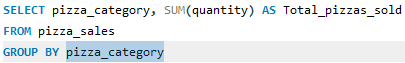 SELECT pizza_category, SUM(quantity) AS Total_pizzas_sold
FROM pizza_sales
GROUP BY pizza_category